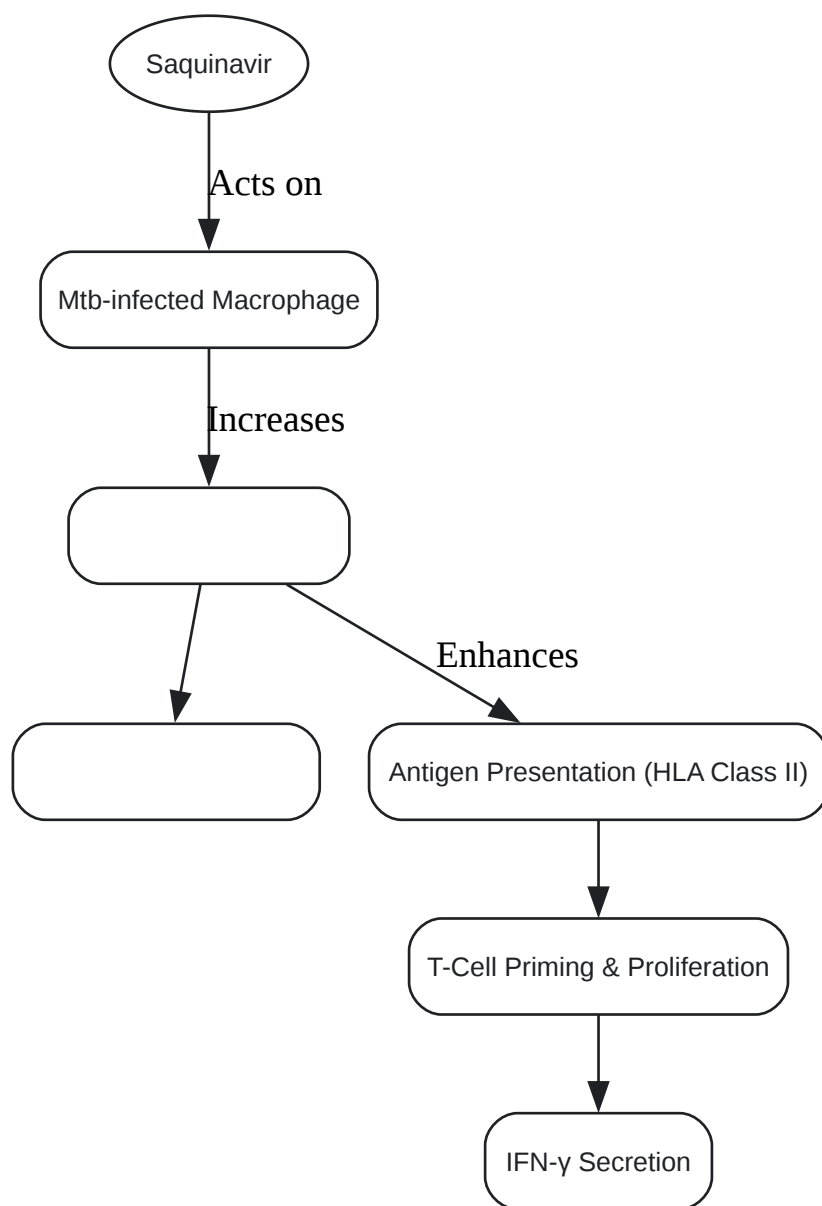 Saquinavir
Acts on
Mtb-infected Macrophage
Increases
Enhances
Antigen Presentation (HLA Class II)
T-Cell Priming & Proliferation
IFN-γ Secretion